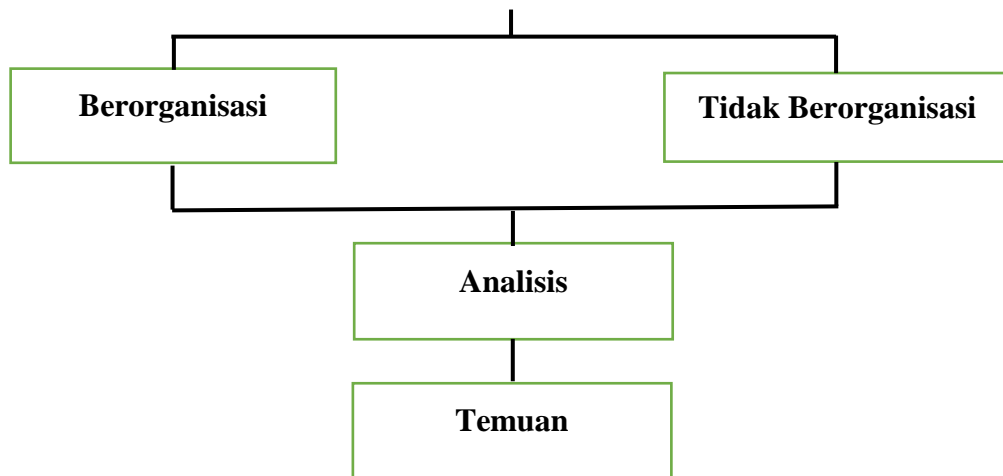 Berorganisasi
Tidak Berorganisasi
Analisis
Temuan